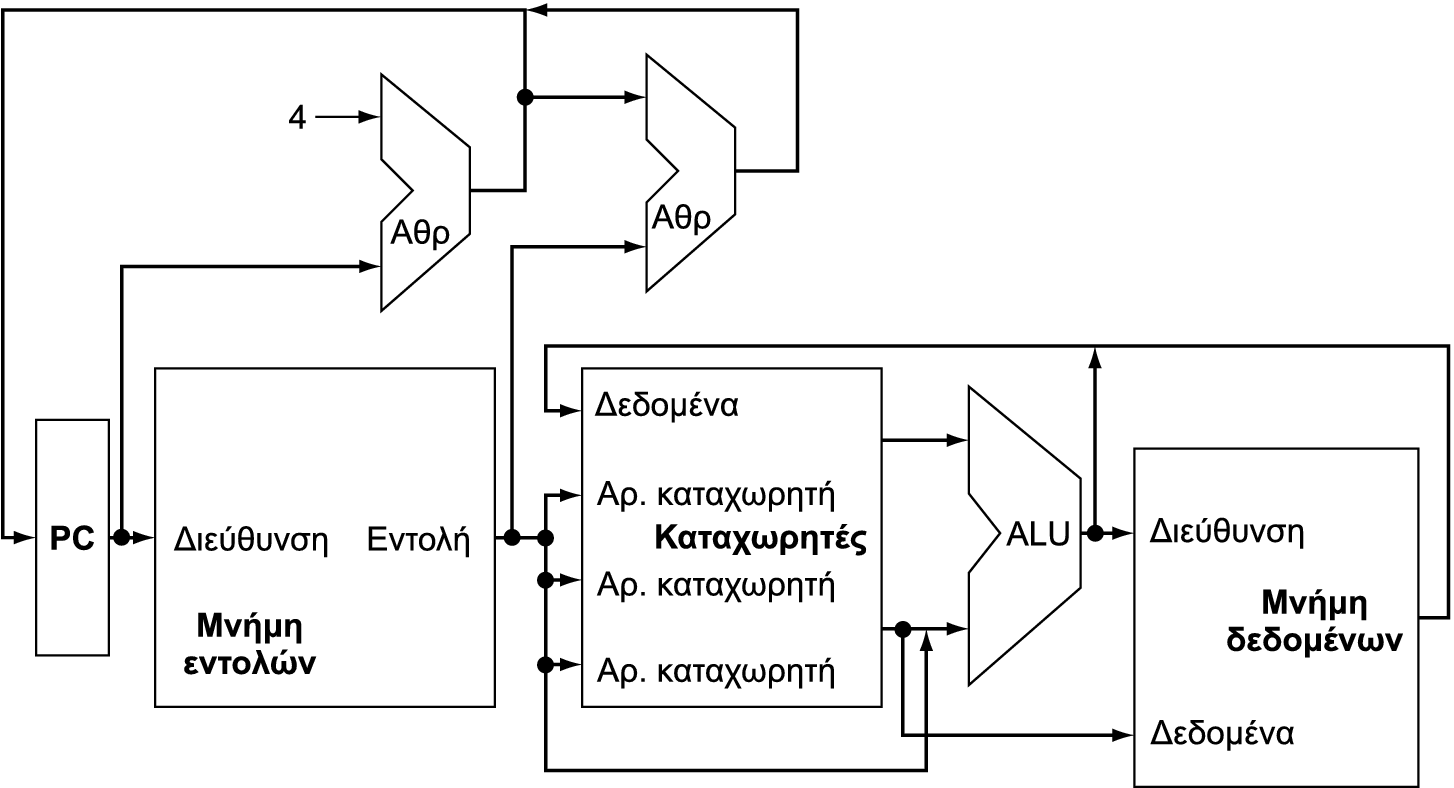 4
Αθρ
Αθρ
PC
Διεύθυνση
Εντολή
Μνήμη
εντολών
Δεδομένα
Αρ. καταχωρητή
Καταχωρητές
Αρ. καταχωρητή
Αρ. καταχωρητή
ALU
Διεύθυνση
Μνήμη
δεδομένων
Δεδομένα